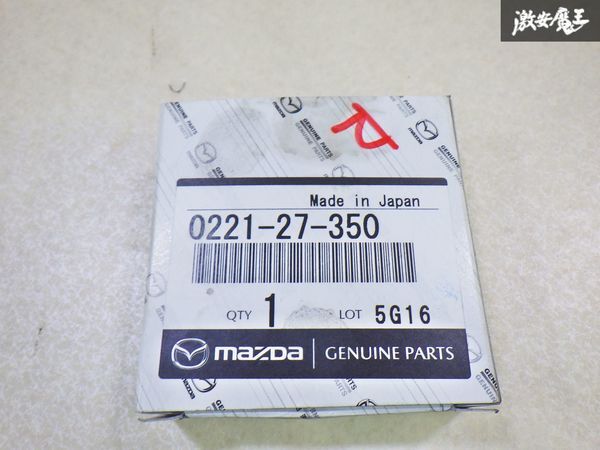 激安魔王
Made in Japan
0221-27-350
QTY 1 LOT 5G16
mazda GENUINE PARTS